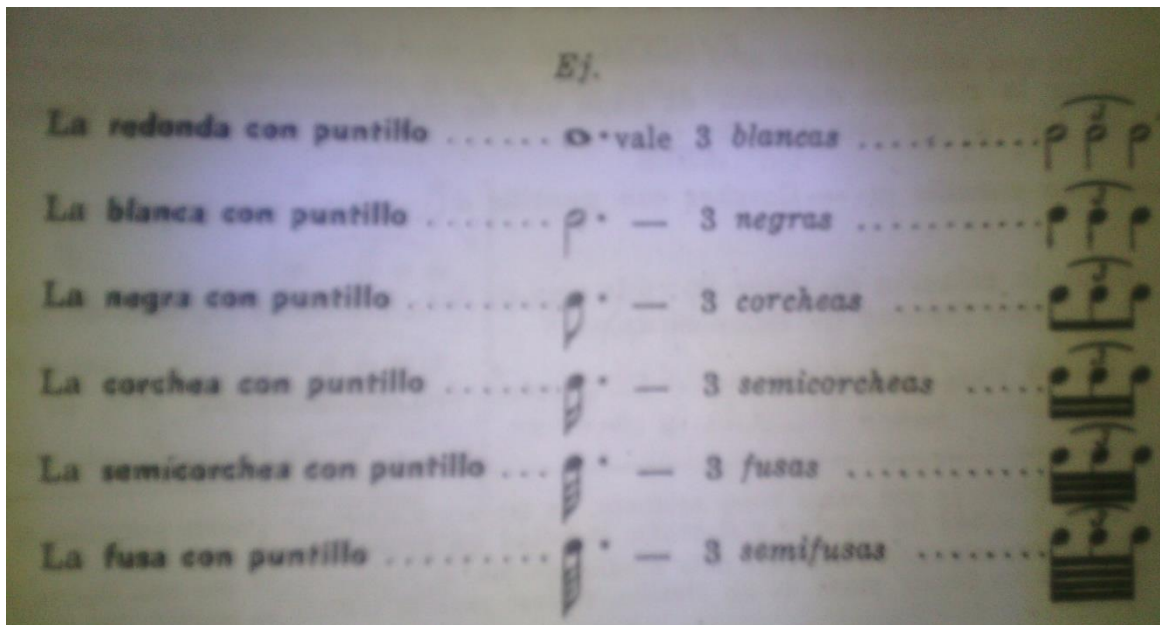 Ej.
La redonda con puntillo ...... vale 3 blancas ............
La blanca con puntillo ....... — 3 negras ............
La negra con puntillo ........ — 3 corcheas .........
La corchea con puntillo ...... — 3 semicorcheas .....
La semicorchea con puntillo ... — 3 fusas ............
La fusa con puntillo ......... — 3 semifusas ........